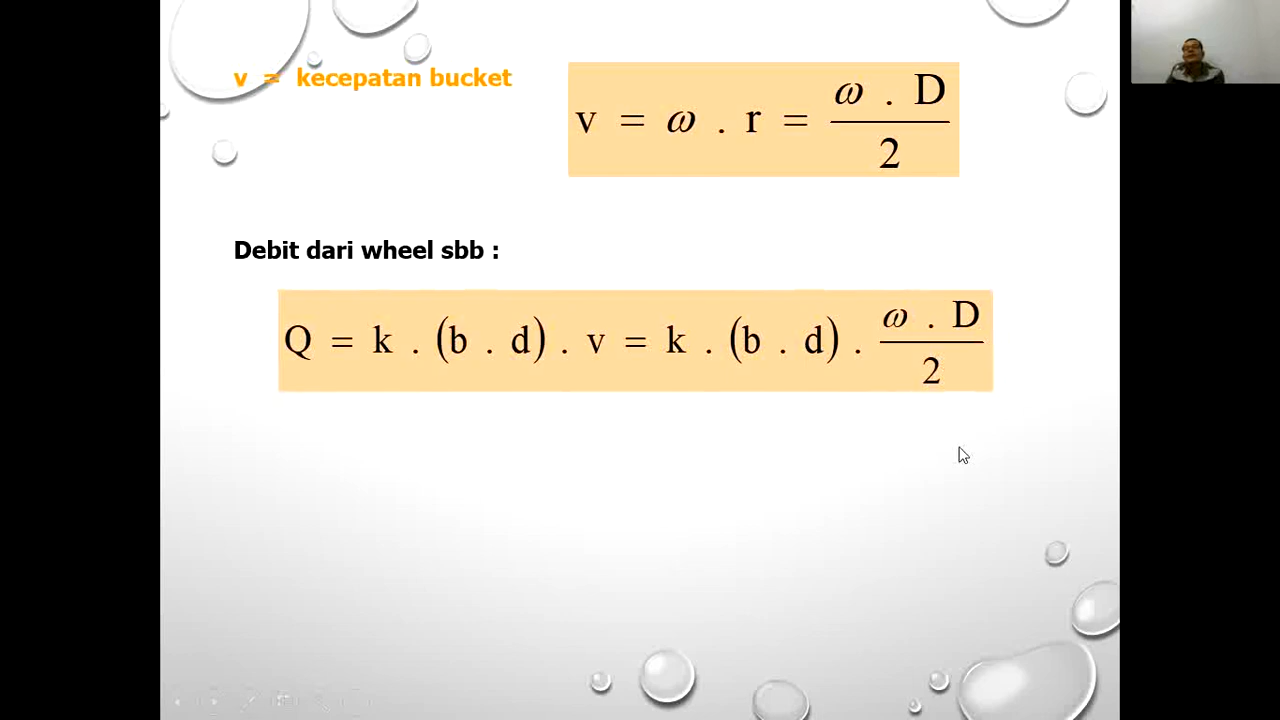 v = kecepatan bucket
v = ω . r = ω . D / 2
Debit dari wheel sbb :
Q = k . (b . d) . v = k . (b . d) . ω . D / 2